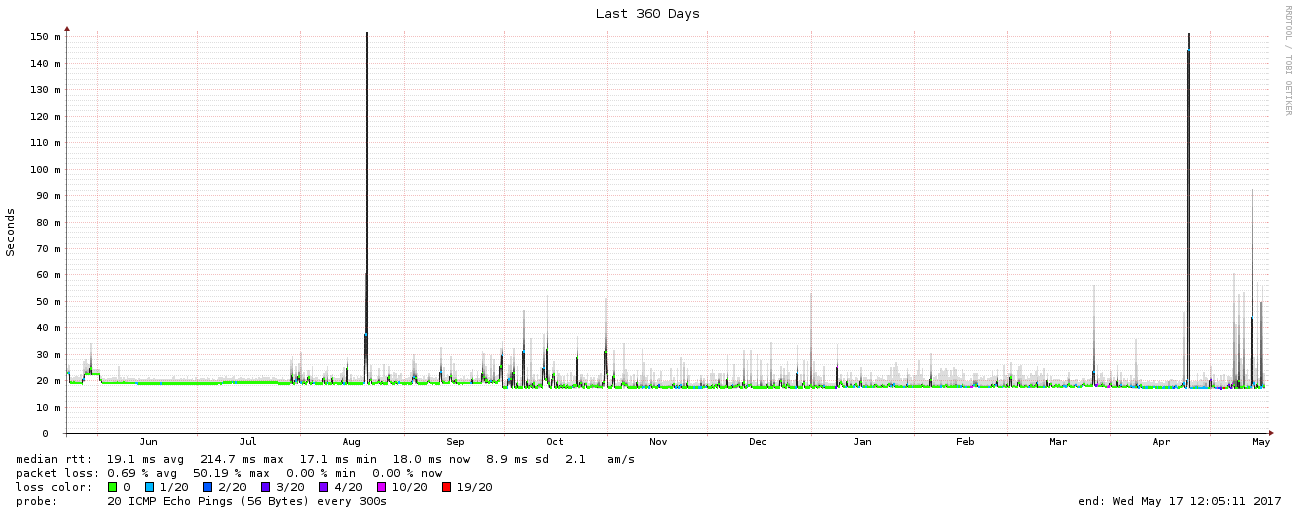 Last 360 Days
RRDTOOL / TOBI OETIKER
Seconds
150 m
140 m
130 m
120 m
110 m
100 m
90 m
80 m
70 m
60 m
50 m
40 m
30 m
20 m
10 m
0
Jun Jul Aug Sep Oct Nov Dec Jan Feb Mar Apr May
median rtt: 19.1 ms avg 214.7 ms max 17.1 ms min 18.0 ms now 8.9 ms sd 2.1 am/s
packet loss: 0.69 % avg 50.19 % max 0.00 % min 0.00 % now
loss color: 0 1/20 2/20 3/20 4/20 10/20 19/20
probe: 20 ICMP Echo Pings (56 Bytes) every 300s end: Wed May 17 12:05:11 2017